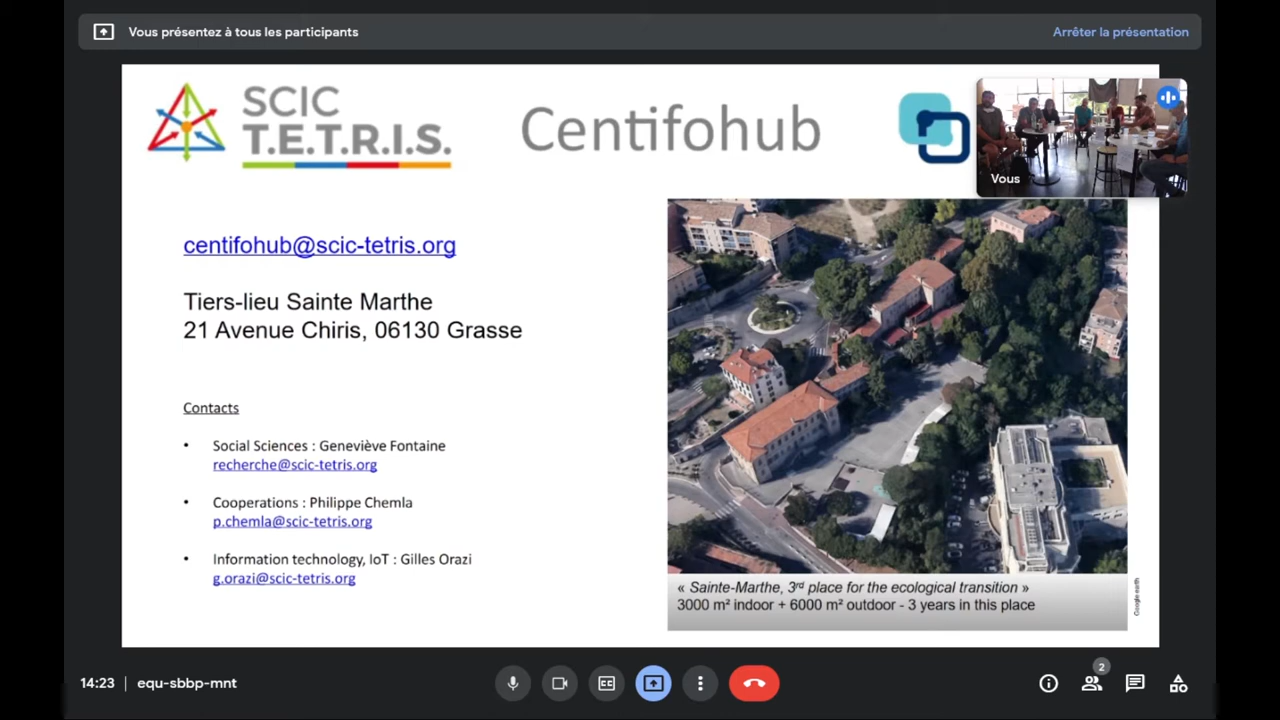 Vous présentez à tous les participants
Arrêter la présentation
SCIC
T.E.T.R.I.S.
Centifohub
Vous
centifohub@scic-tetris.org
Tiers-lieu Sainte Marthe
21 Avenue Chiris, 06130 Grasse
Contacts
• Social Sciences : Geneviève Fontaine
recherche@scic-tetris.org
• Cooperations : Philippe Chemla
p.chemla@scic-tetris.org
• Information technology, IoT : Gilles Orazi
g.orazi@scic-tetris.org
« Sainte-Marthe, 3rd place for the ecological transition »
3000 m² indoor + 6000 m² outdoor - 3 years in this place
Google earth
14:23 | equ-sbbp-mnt
CC
2